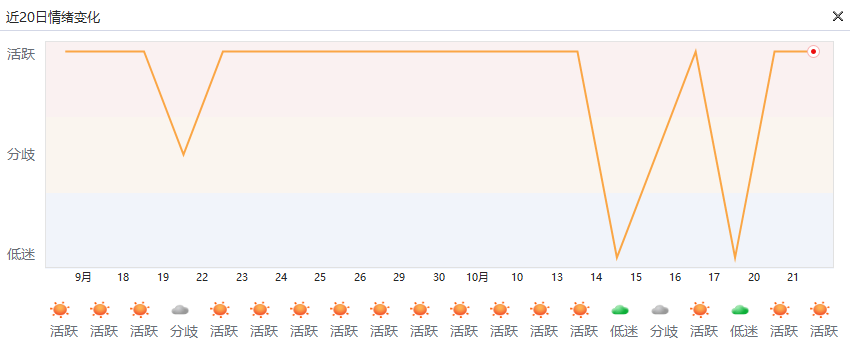 近20日情绪变化
活跃
分歧
低迷
9月 18 19 22 23 24 25 26 29 30 10月 10 13 14 15 16 17 20 21
活跃 活跃 活跃 分歧 活跃 活跃 活跃 活跃 活跃 活跃 活跃 活跃 活跃 活跃 低迷 分歧 活跃 低迷 活跃 活跃